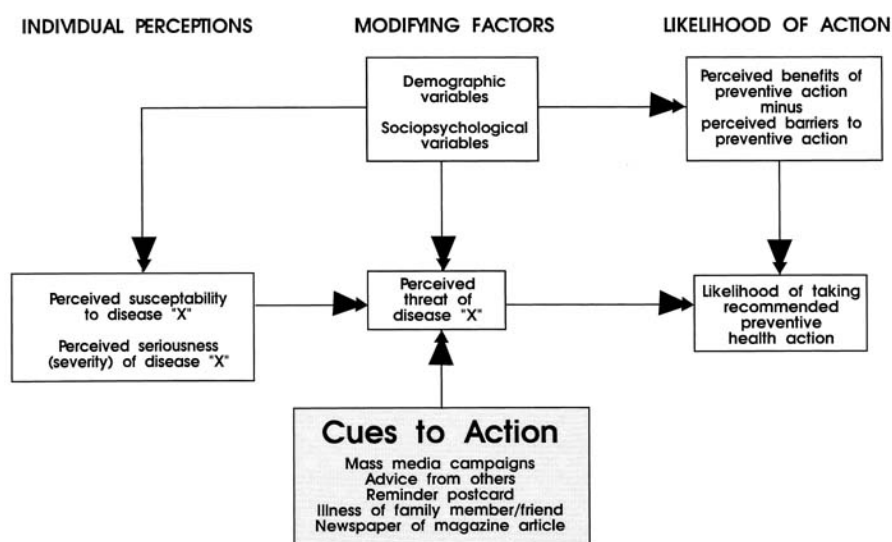 INDIVIDUAL PERCEPTIONS
MODIFYING FACTORS
LIKELIHOOD OF ACTION
Demographic
variables
Sociopsychological
variables
Perceived benefits of
preventive action
minus
perceived barriers to
preventive action
Perceived susceptability
to disease "X"
Perceived seriousness
(severity) of disease "X"
Perceived
threat of
disease "X"
Likelihood of taking
recommended
preventive
health action
Cues to Action
Mass media campaigns
Advice from others
Reminder postcard
Illness of family member/friend
Newspaper of magazine article